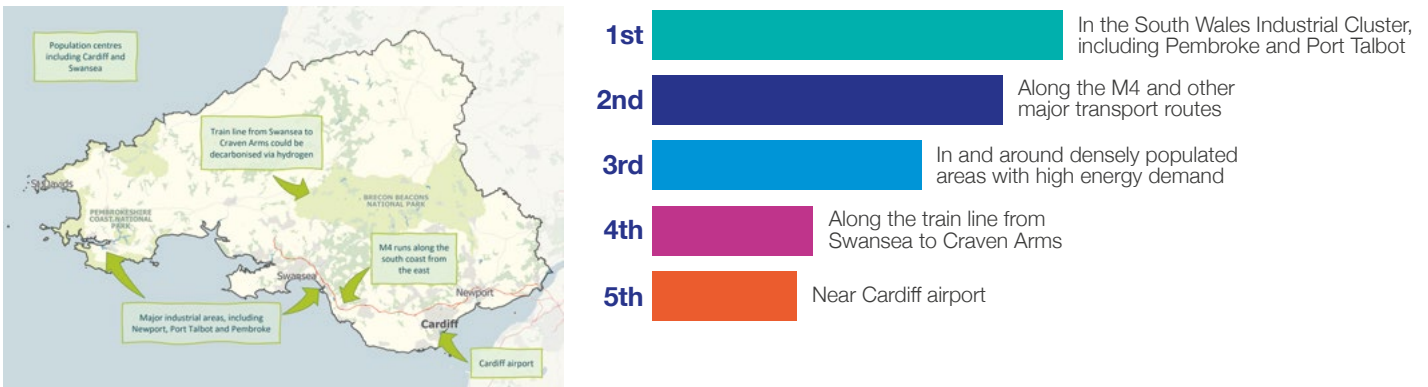 Population centres
including Cardiff and
Swansea
Train line from Swansea to
Craven Arms could be
decarbonised via hydrogen
St Davids
PEMBROKESHIRE
COAST NATIONAL
PARK
BRECON BEACONS
NATIONAL PARK
M4 runs along the
south coast from
the east
Swansea
Newport
Major industrial areas, including
Newport, Port Talbot and Pembroke
Cardiff
Cardiff airport
1st
In the South Wales Industrial Cluster,
including Pembroke and Port Talbot
2nd
Along the M4 and other
major transport routes
3rd
In and around densely populated
areas with high energy demand
4th
Along the train line from
Swansea to Craven Arms
5th
Near Cardiff airport